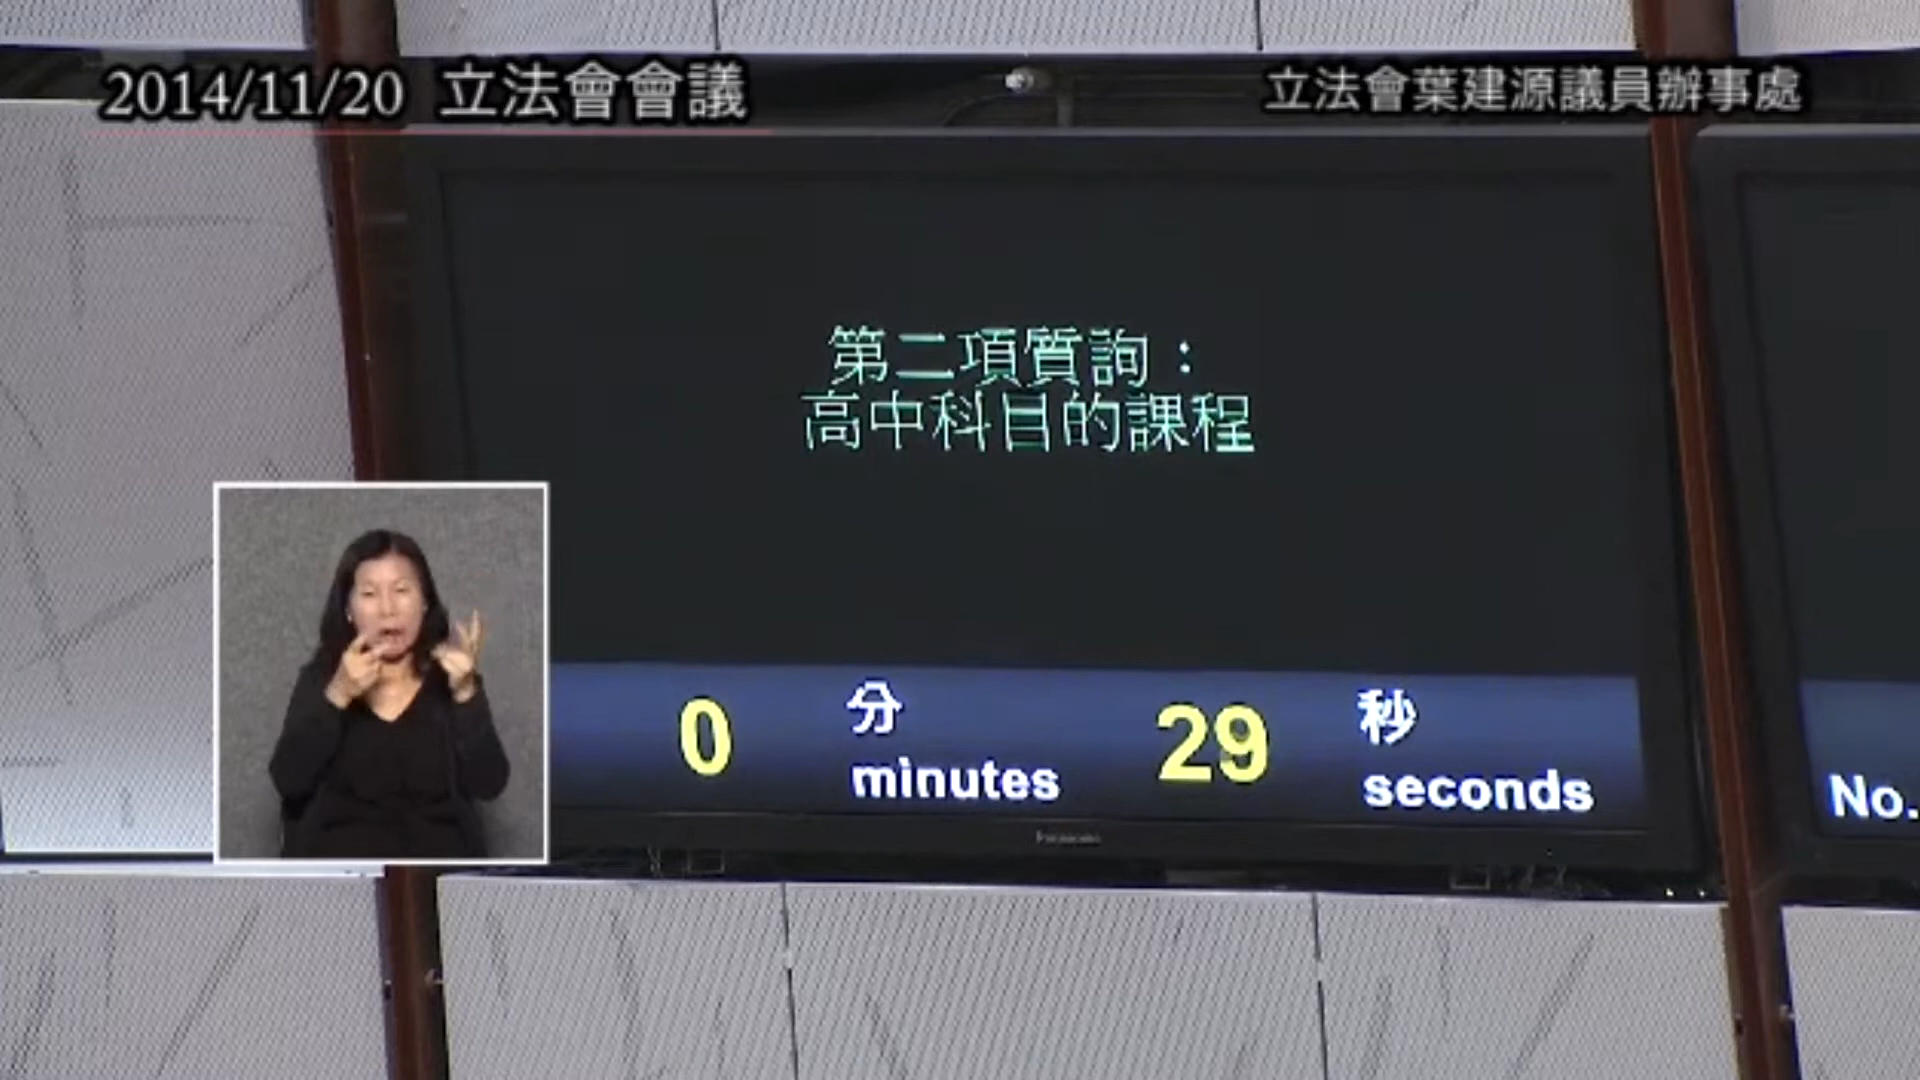 2014/11/20 立法會會議
立法會葉建源議員辦事處
第二項質詢：
高中科目的課程
0 分 29 秒
minutes seconds
No.
Panasonic